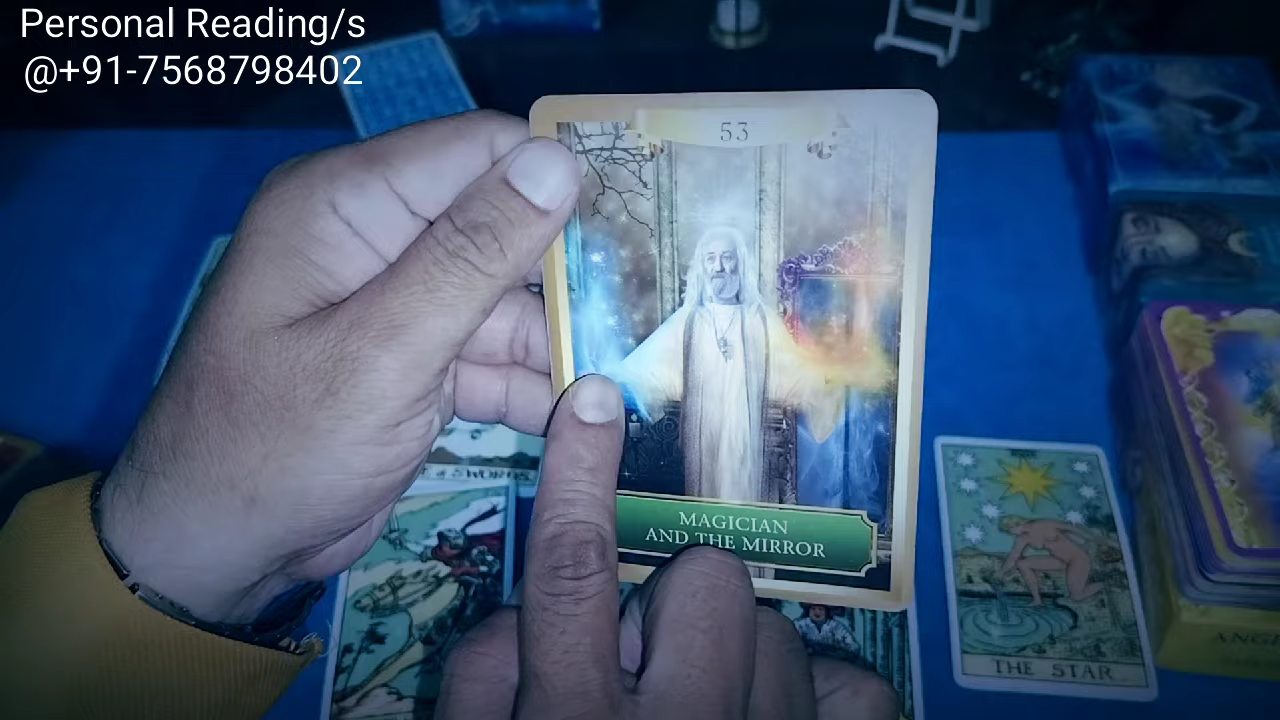 Personal Reading/s
@+91-7568798402
53
MAGICIAN
AND THE MIRROR
THE STAR